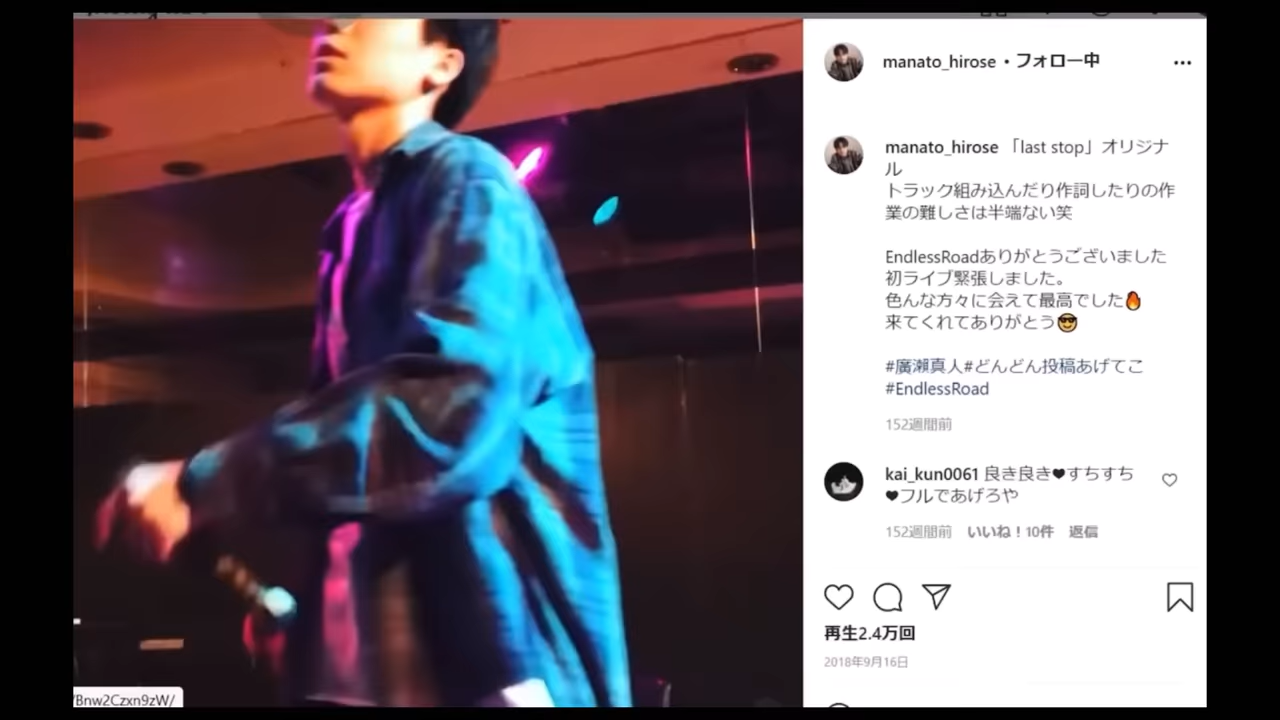 manato_hirose・フォロー中
manato_hirose 「last stop」オリジナ
ル
トラック組み込んだり作詞したりの作
業の難しさは半端ない笑
EndlessRoadありがとうございました
初ライブ緊張しました。
色んな方々に会えて最高でした🔥
来てくれてありがとう😎
#廣瀬真人#どんどん投稿あげてこ
#EndlessRoad
152週間前
kai_kun0061 良き良き❤すちすち
❤フルであげろや
152週間前 いいね！10件 返信
再生2.4万回
2018年9月16日
/Bnw2Czxn9zW/